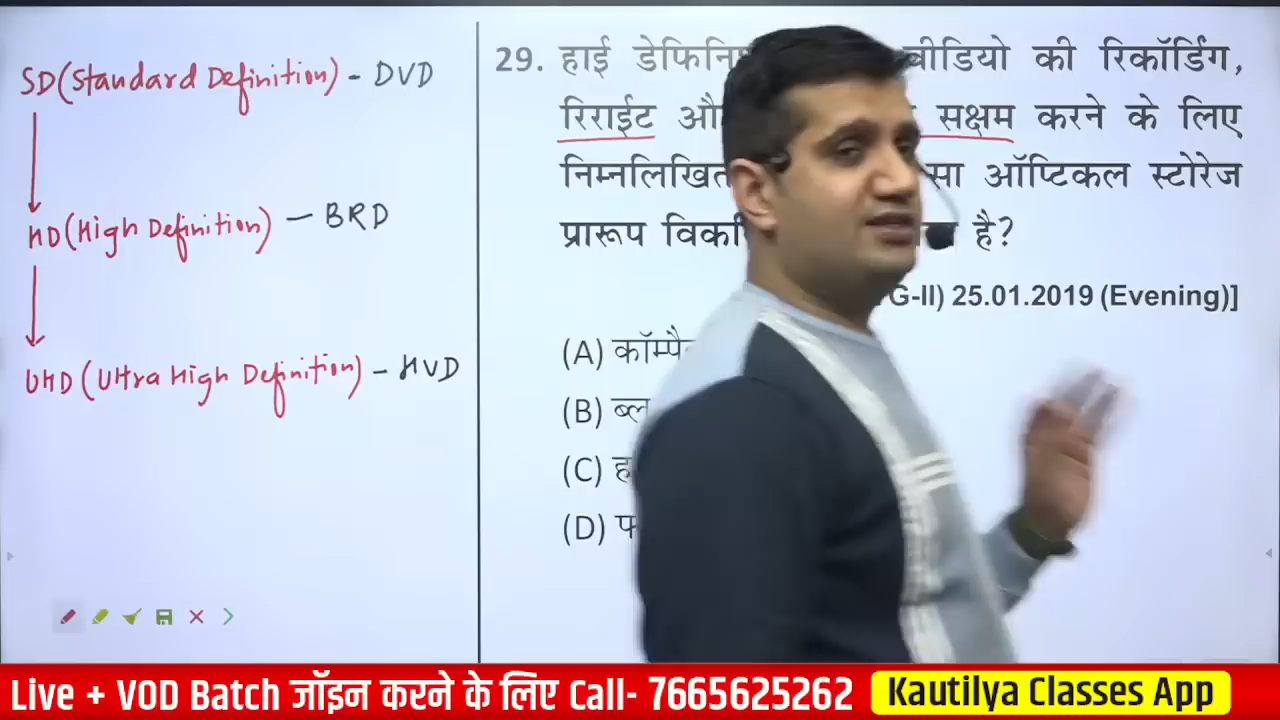 SD(Standard Definition) - DVD
HD(High Definition) - BRD
UHD(Ultra High Definition) - HVD
29. हाई वीडियो की रिकॉर्डिंग,
रिराईट सक्षम करने के लिए
निम्नलिखित सा ऑप्टिकल स्टोरेज
प्रारूप है?
25.01.2019 (Evening)]
(A)
(B)
(C)
(D)
Live + VOD Batch जॉइन करने के लिए Call- 7665625262
Kautilya Classes App